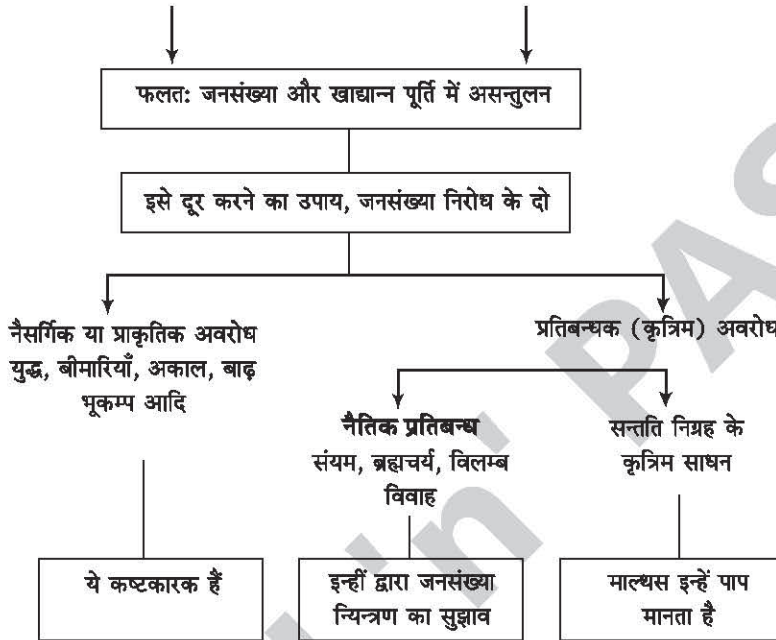 फलत: जनसंख्या और खाद्यान्न पूर्ति में असन्तुलन
इसे दूर करने का उपाय, जनसंख्या निरोध के दो
नैसर्गिक या प्राकृतिक अवरोध
युद्ध, बीमारियाँ, अकाल, बाढ़
भूकम्प आदि
प्रतिबन्धक (कृत्रिम) अवरोध
नैतिक प्रतिबन्ध
संयम, ब्रह्मचर्य, विलम्ब
विवाह
सन्तति निग्रह के
कृत्रिम साधन
ये कष्टकारक हैं
इन्हीं द्वारा जनसंख्या
न्यिन्त्रण का सुझाव
माल्थस इन्हें पाप
मानता है
'n' PAS